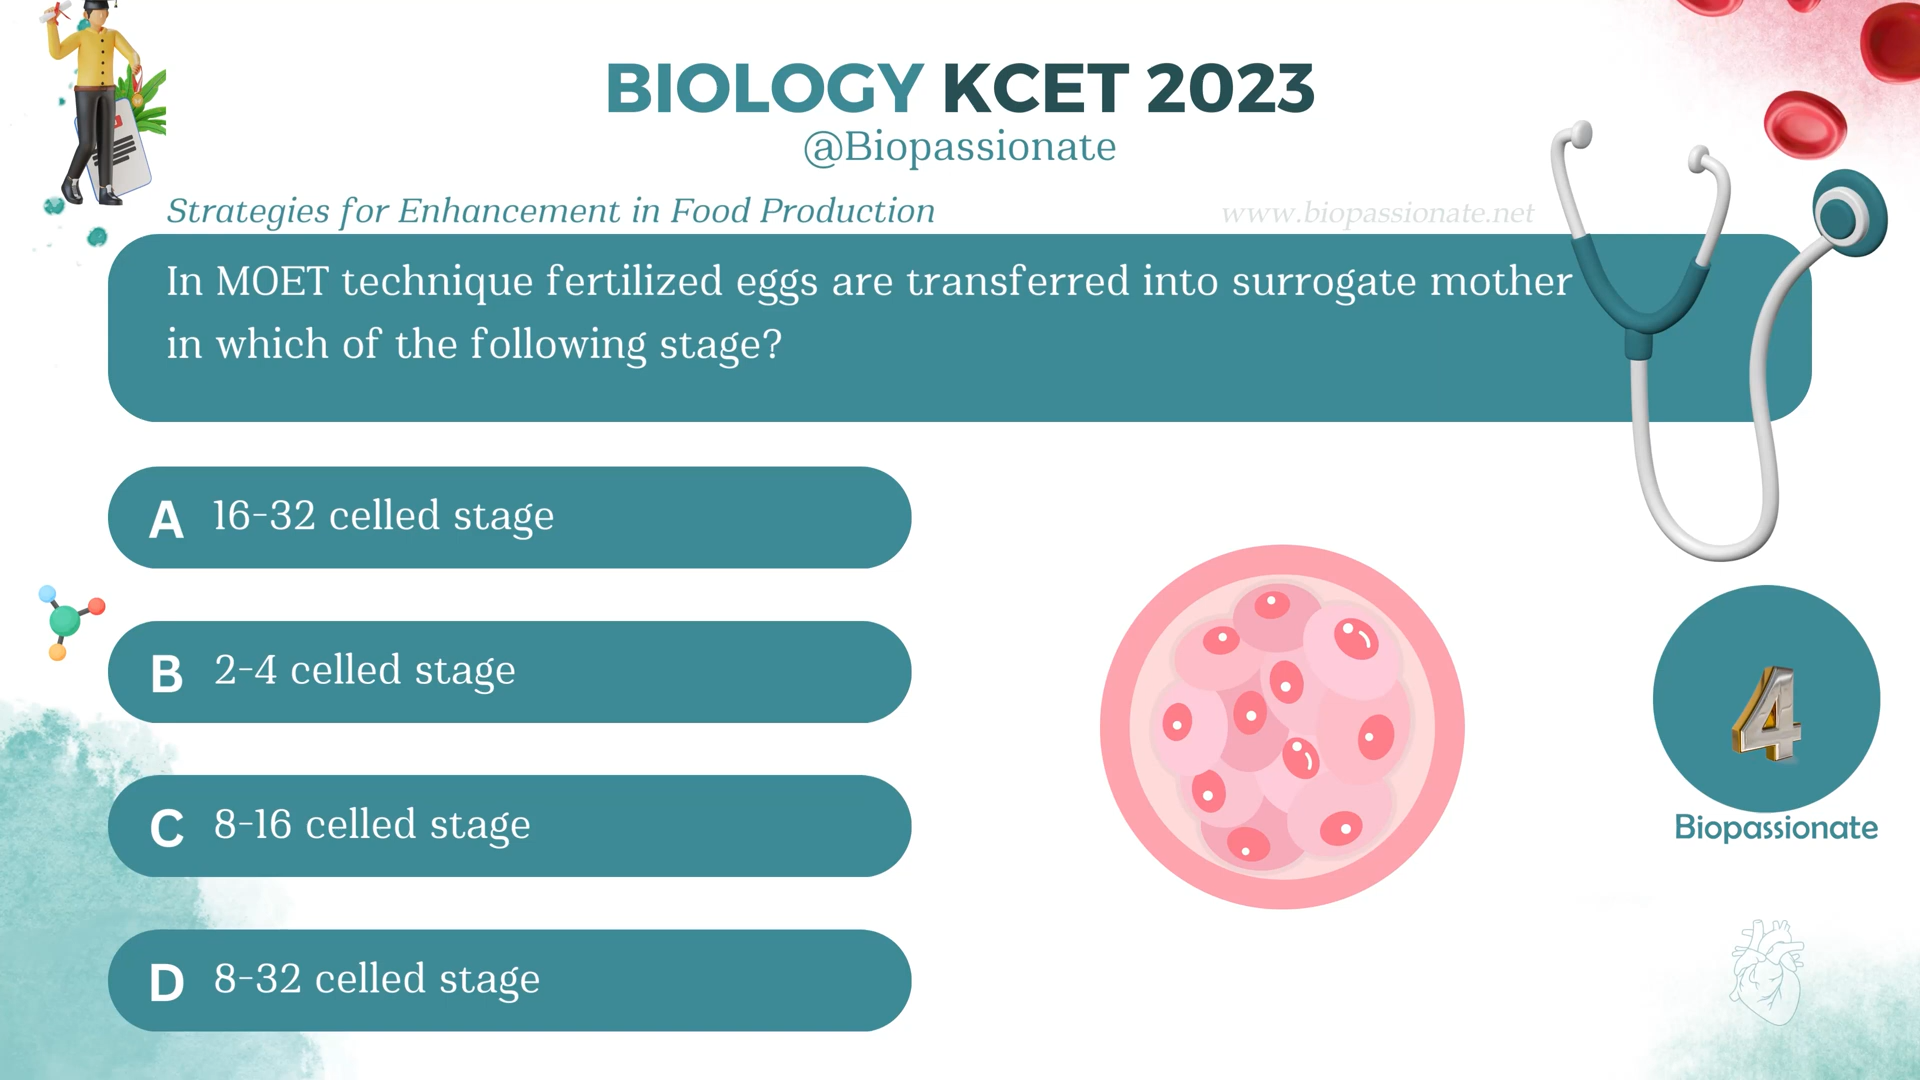 BIOLOGY KCET 2023
@Biopassionate
Strategies for Enhancement in Food Production
www.biopassionate.net
In MOET technique fertilized eggs are transferred into surrogate mother
in which of the following stage?
A 16-32 celled stage
B 2-4 celled stage
C 8-16 celled stage
D 8-32 celled stage
4
Biopassionate